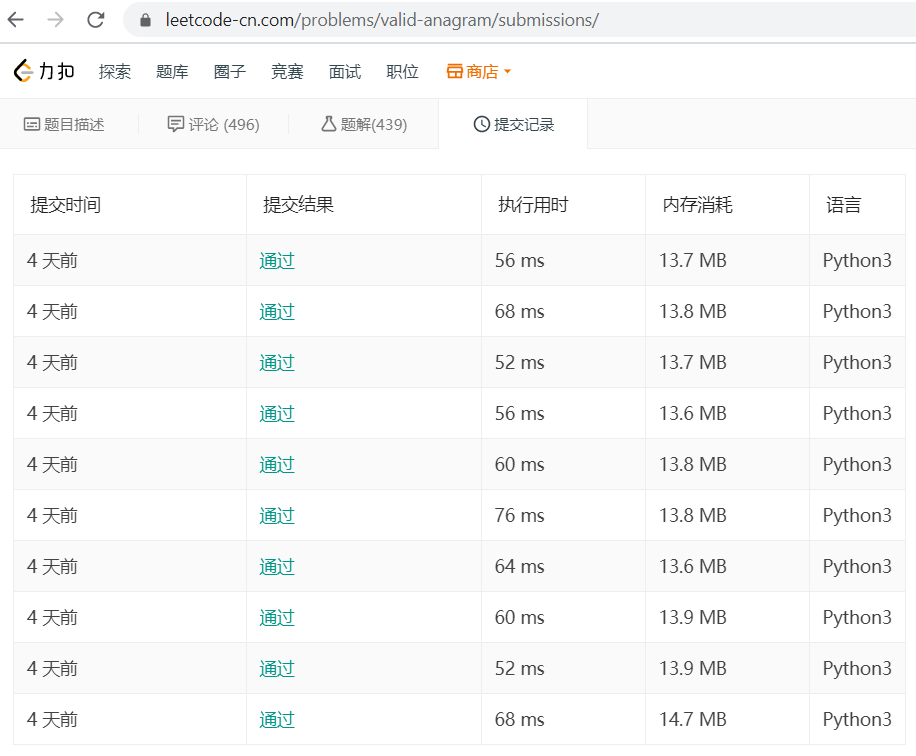 leetcode-cn.com/problems/valid-anagram/submissions/
力扣 探索 题库 圈子 竞赛 面试 职位 商店
题目描述 评论 (496) 题解(439) 提交记录
提交时间 提交结果 执行用时 内存消耗 语言
4 天前 通过 56 ms 13.7 MB Python3
4 天前 通过 68 ms 13.8 MB Python3
4 天前 通过 52 ms 13.7 MB Python3
4 天前 通过 56 ms 13.6 MB Python3
4 天前 通过 60 ms 13.8 MB Python3
4 天前 通过 76 ms 13.8 MB Python3
4 天前 通过 64 ms 13.6 MB Python3
4 天前 通过 60 ms 13.9 MB Python3
4 天前 通过 52 ms 13.9 MB Python3
4 天前 通过 68 ms 14.7 MB Python3